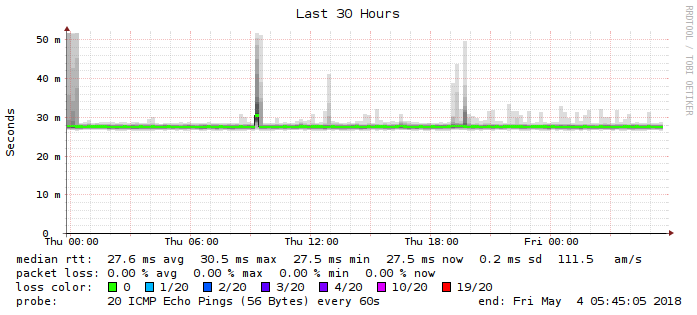 Last 30 Hours
RRDTOOL / TOBI OETIKER
Seconds
50 m
40 m
30 m
20 m
10 m
0
Thu 00:00 Thu 06:00 Thu 12:00 Thu 18:00 Fri 00:00
median rtt: 27.6 ms avg 30.5 ms max 27.5 ms min 27.5 ms now 0.2 ms sd 111.5 am/s
packet loss: 0.00 % avg 0.00 % max 0.00 % min 0.00 % now
loss color: 0 1/20 2/20 3/20 4/20 10/20 19/20
probe: 20 ICMP Echo Pings (56 Bytes) every 60s end: Fri May 4 05:45:05 2018